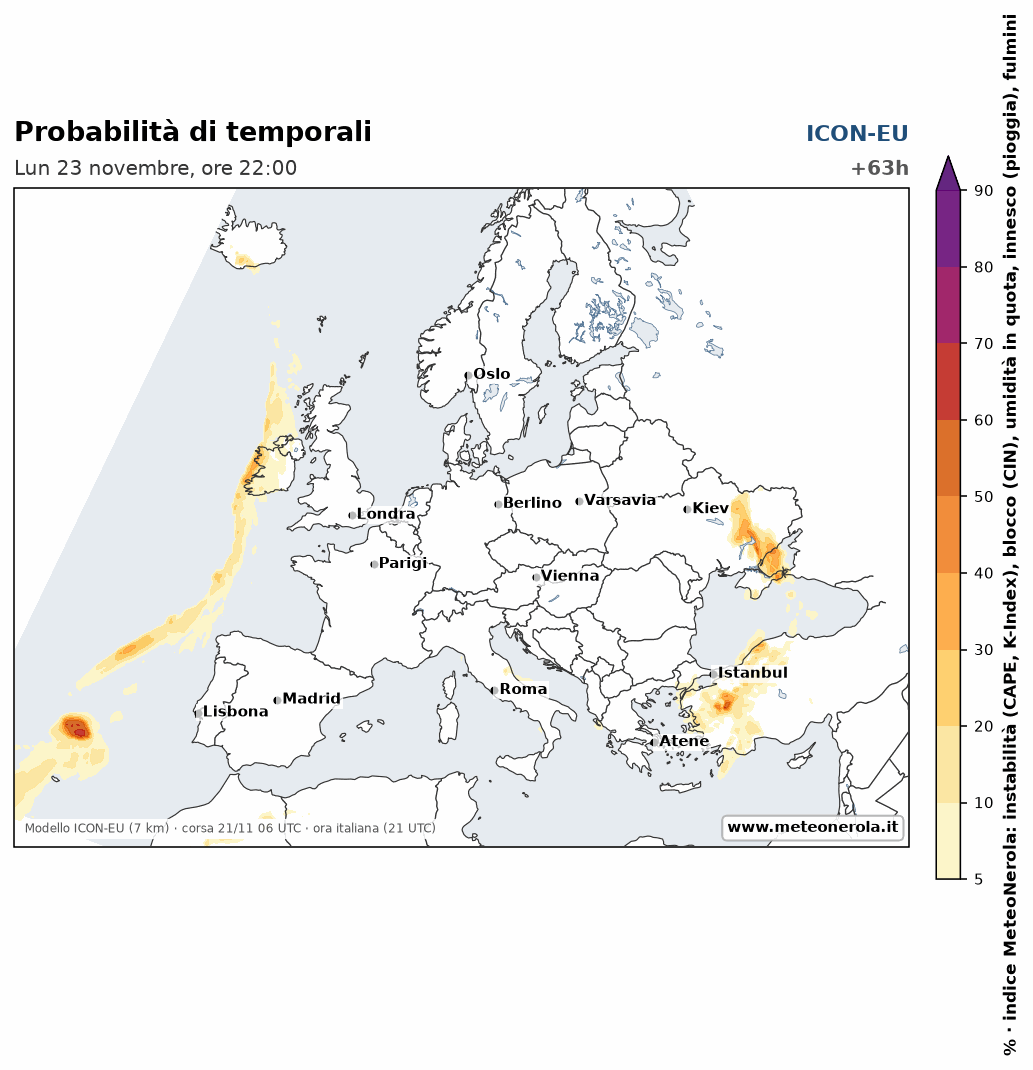 Probabilità di temporali
ICON-EU
Lun 23 novembre, ore 22:00
+63h
Oslo
Londra
Berlino
Varsavia
Kiev
Parigi
Vienna
Istanbul
Roma
Madrid
Lisbona
Atene
Modello ICON-EU (7 km) · corsa 21/11 06 UTC · ora italiana (21 UTC)
www.meteonerola.it
90
80
70
60
50
40
30
20
10
5
% · indice MeteoNerola: instabilità (CAPE, K-Index), blocco (CIN), umidità in quota, innesco (pioggia), fulmini